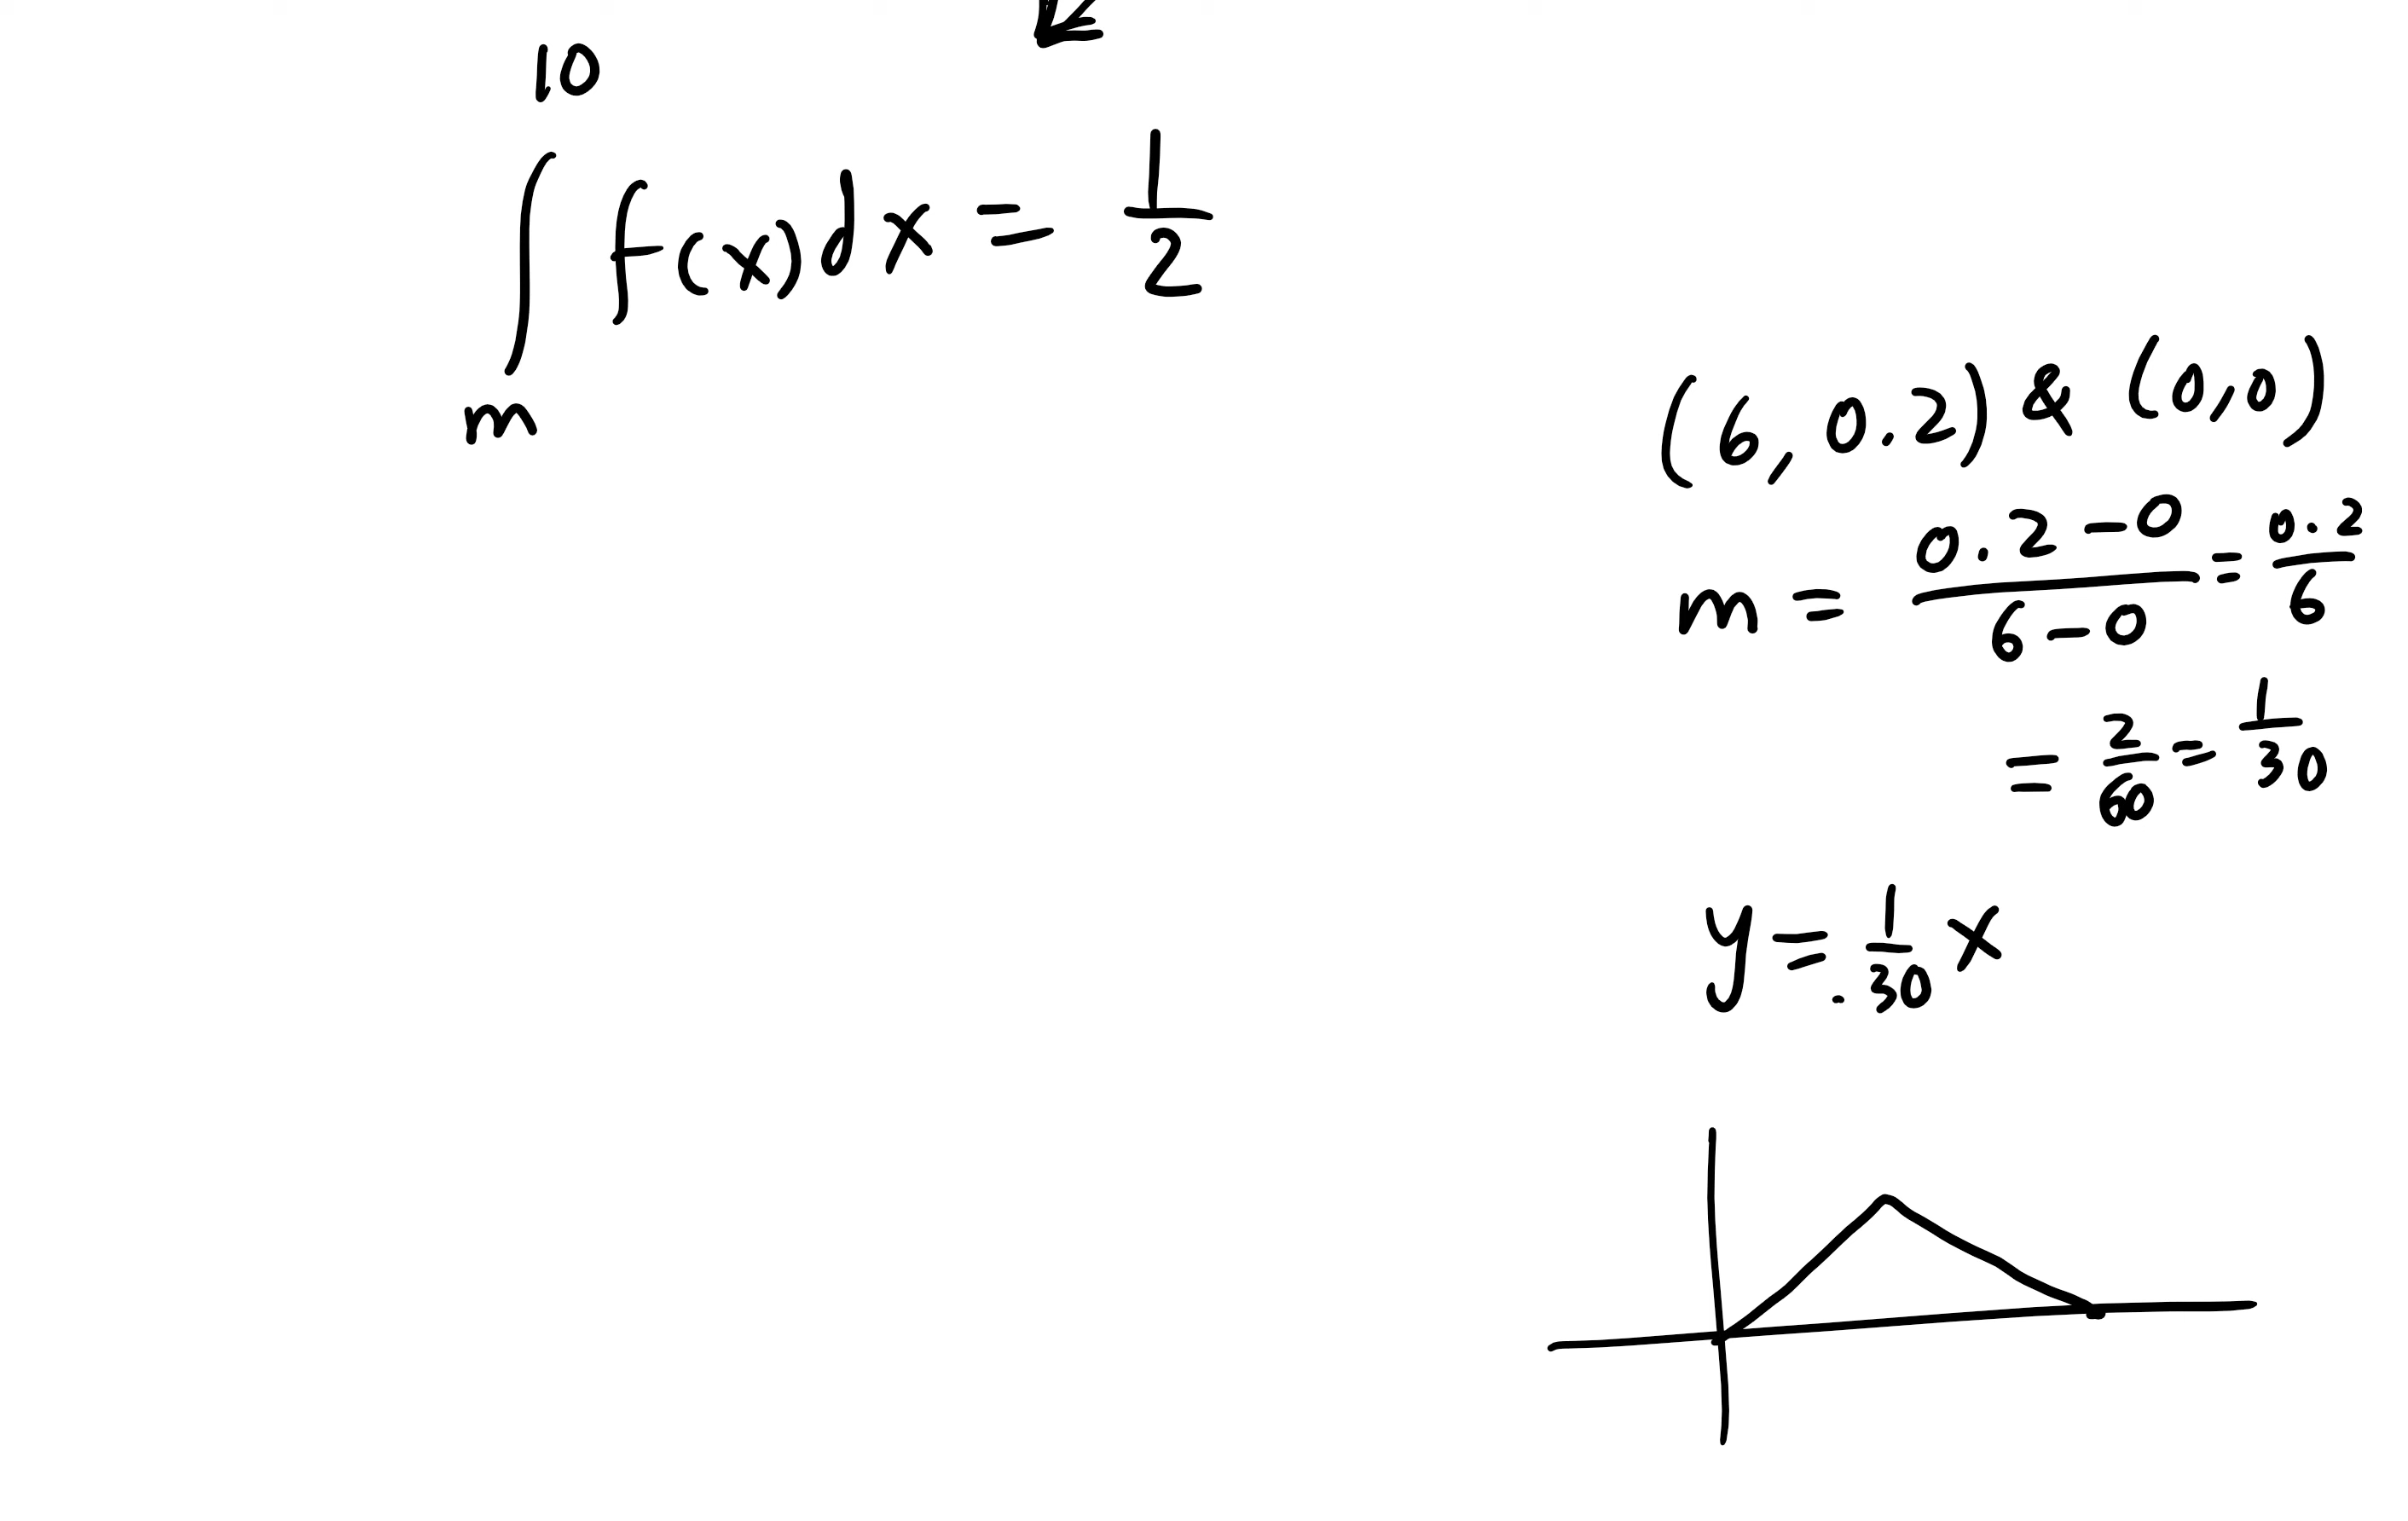 10
∫ f(x)dx = 1/2
m
(6, 0.2) & (0,0)
m = (0.2 - 0)/(6 - 0) = 0.2/6
= 2/60 = 1/30
y = 1/30 x